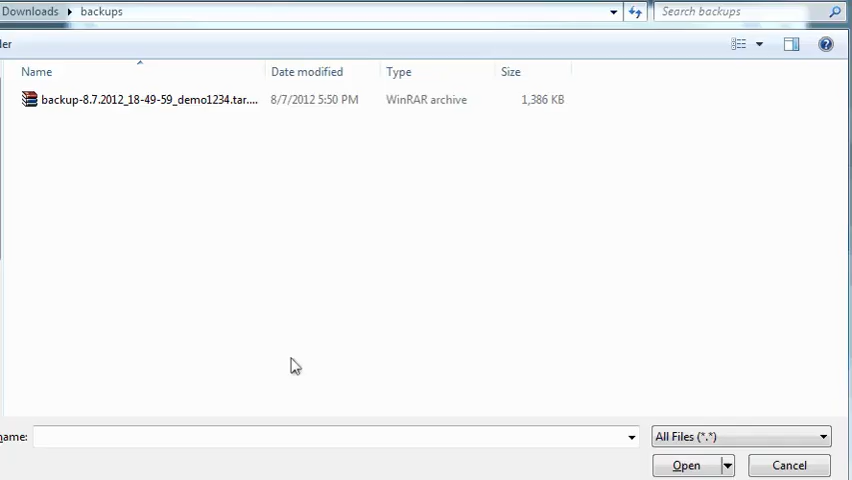 Downloads backups Search backups
der
Name Date modified Type Size
backup-8.7.2012_18-49-59_demo1234.tar.... 8/7/2012 5:50 PM WinRAR archive 1,386 KB
name: All Files (*.*)
Open Cancel